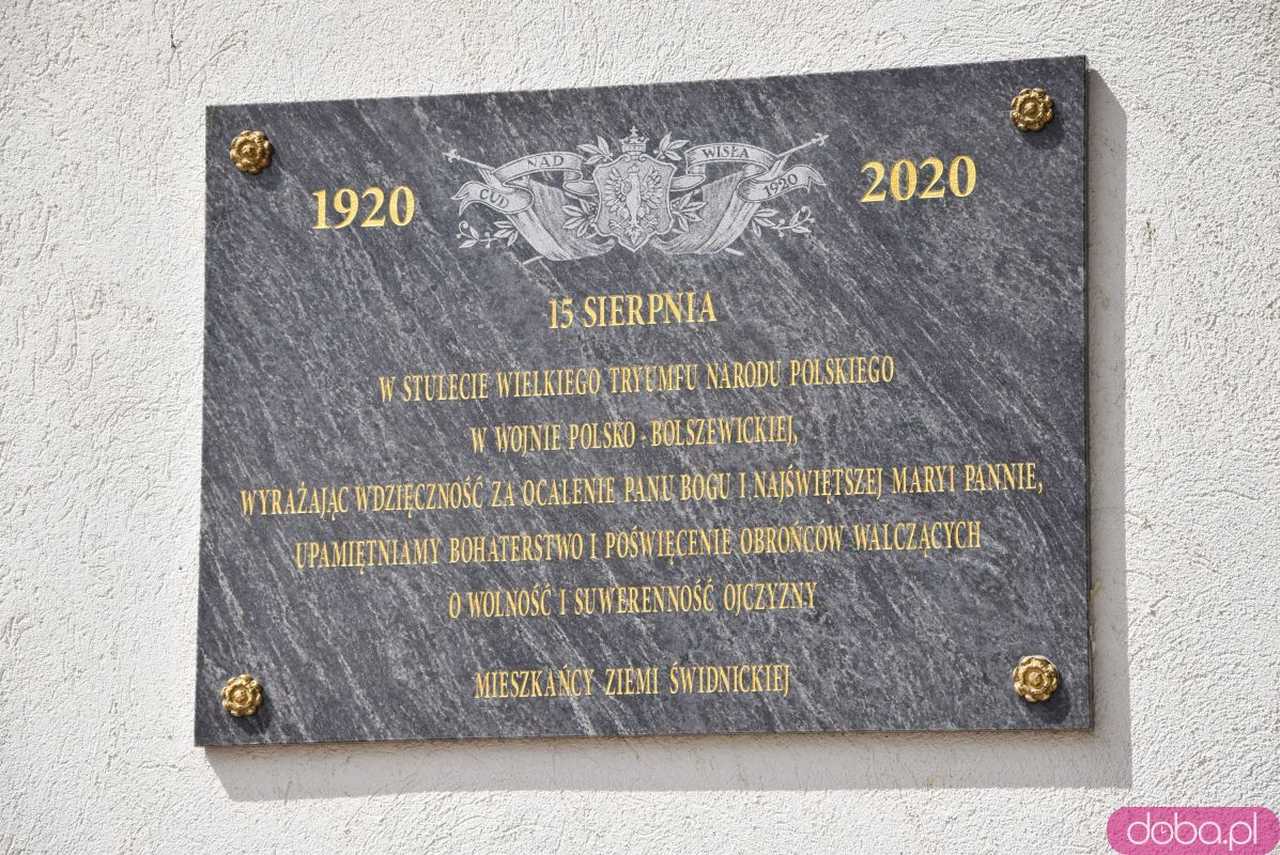 1920
CUD NAD WISŁĄ 1920
2020
15 SIERPNIA
W STULECIE WIELKIEGO TRYUMFU NARODU POLSKIEGO
W WOJNIE POLSKO - BOLSZEWICKIEJ,
WYRAŻAJĄC WDZIĘCZNOŚĆ ZA OCALENIE PANU BOGU I NAJŚWIĘTSZEJ MARYI PANNIE,
UPAMIĘTNIAMY BOHATERSTWO I POŚWIĘCENIE OBROŃCÓW WALCZĄCYCH
O WOLNOŚĆ I SUWERENNOŚĆ OJCZYZNY
MIESZKAŃCY ZIEMI ŚWIDNICKIEJ
doba.pl